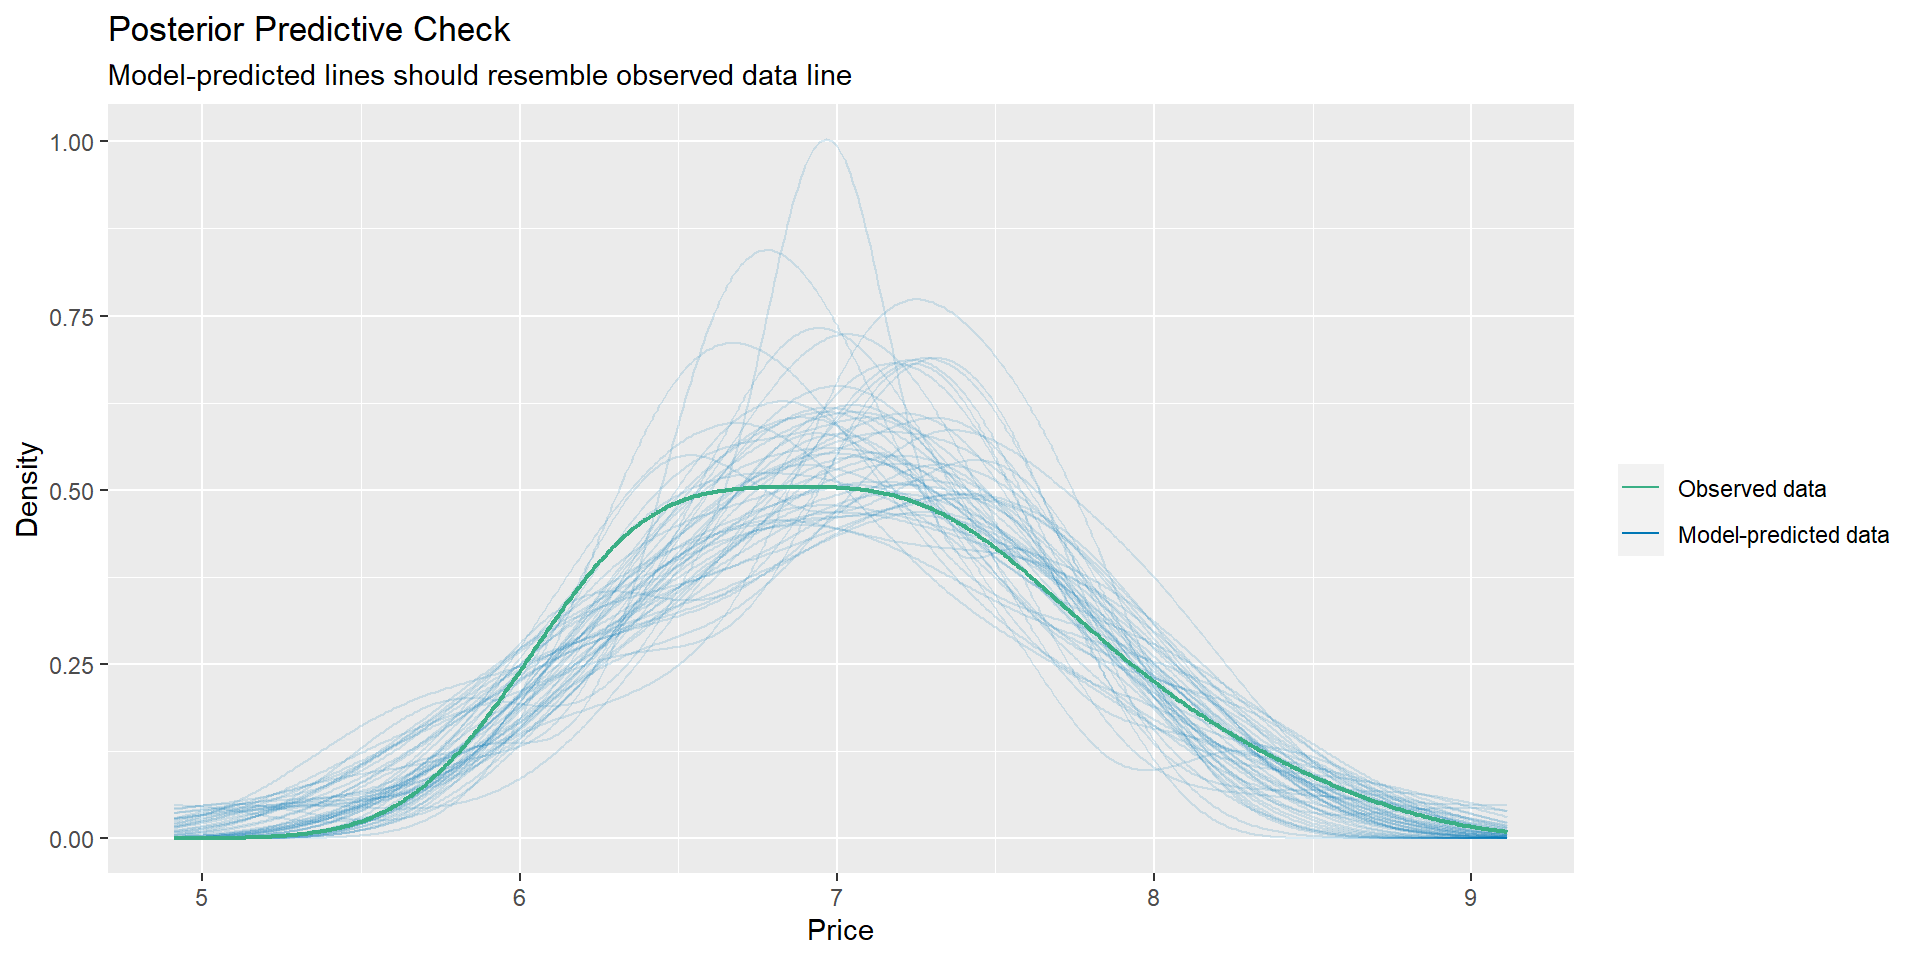 Posterior Predictive Check
Model-predicted lines should resemble observed data line
1.00
0.75
0.50
0.25
0.00
Density
5 6 7 8 9
Price
Observed data
Model-predicted data